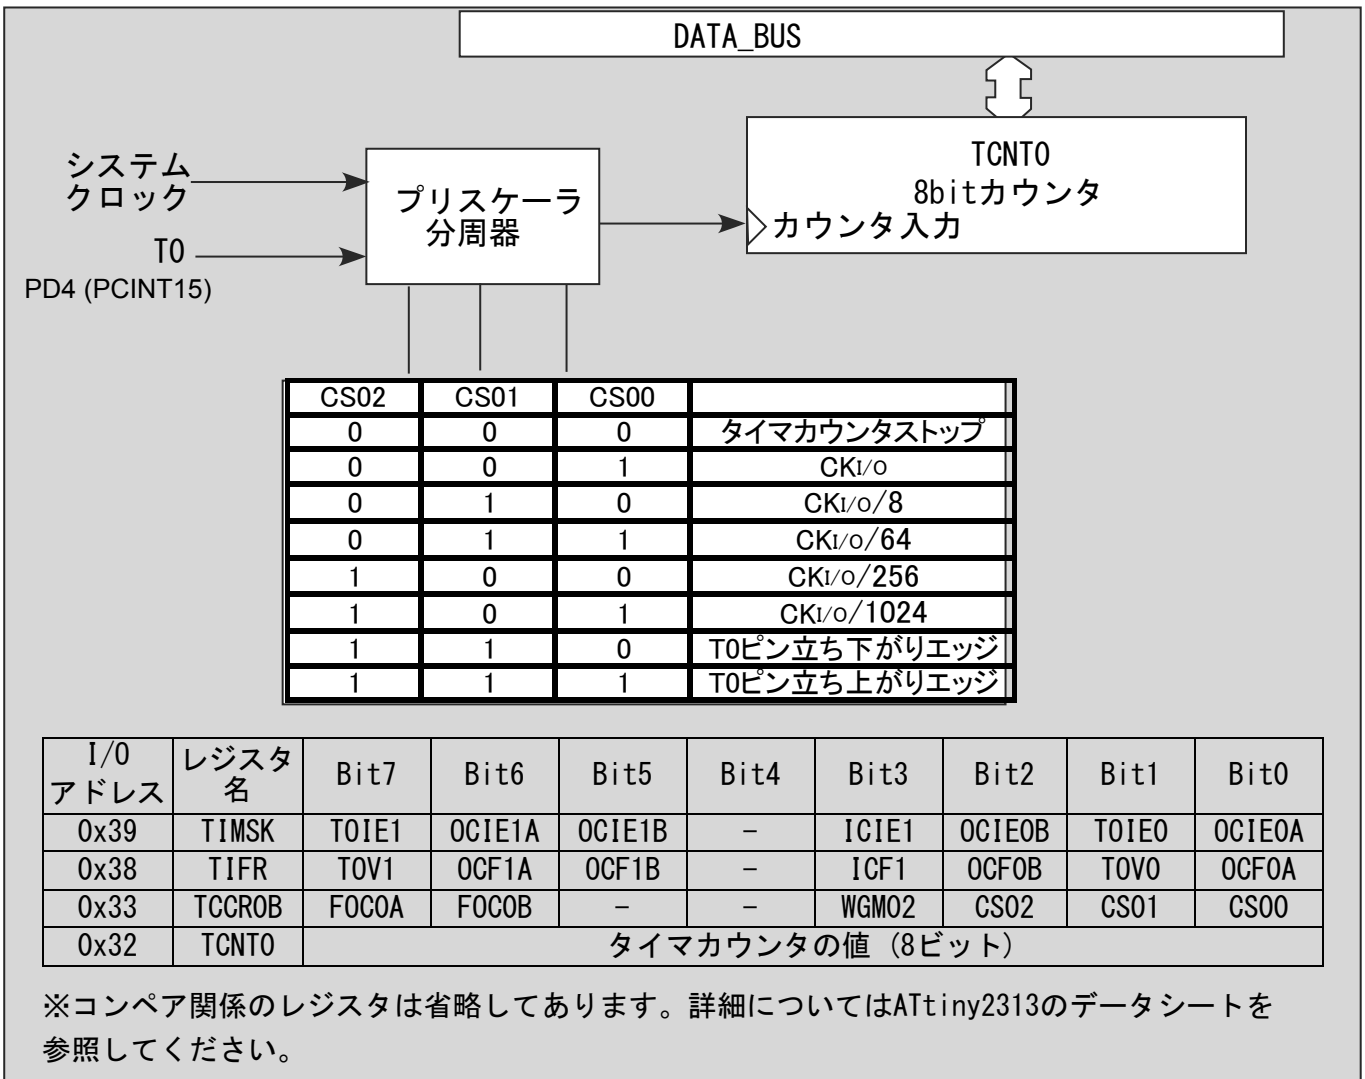 DATA_BUS
TCNT0
8bitカウンタ
カウンタ入力
システム
クロック
プリスケーラ
分周器
T0
PD4 (PCINT15)
CS02 CS01 CS00
0 0 0 タイマカウンタストップ
0 0 1 CKI/O
0 1 0 CKI/O/8
0 1 1 CKI/O/64
1 0 0 CKI/O/256
1 0 1 CKI/O/1024
1 1 0 T0ピン立ち下がりエッジ
1 1 1 T0ピン立ち上がりエッジ
I/O
アドレス レジスタ
名 Bit7 Bit6 Bit5 Bit4 Bit3 Bit2 Bit1 Bit0
0x39 TIMSK TOIE1 OCIE1A OCIE1B - ICIE1 OCIE0B TOIE0 OCIE0A
0x38 TIFR TOV1 OCF1A OCF1B - ICF1 OCF0B TOV0 OCF0A
0x33 TCCR0B FOC0A FOC0B - - WGM02 CS02 CS01 CS00
0x32 TCNT0 タイマカウンタの値 (8ビット)
※コンペア関係のレジスタは省略してあります。詳細についてはATtiny2313のデータシートを
参照してください。